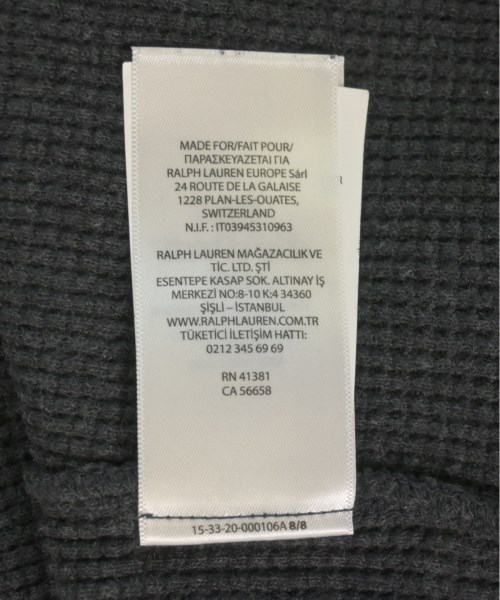 MADE FOR/FAIT POUR/
ΠΑΡΑΣΚΕΥΑΖΕΤΑΙ ΓΙΑ
RALPH LAUREN EUROPE Sárl
24 ROUTE DE LA GALAISE
1228 PLAN-LES-OUATES,
SWITZERLAND
N.I.F. : IT03945310963
RALPH LAUREN MAĞAZACILIK VE
TİC. LTD. ŞTİ
ESENTEPE KASAP SOK. ALTINAY İŞ
MERKEZİ NO:8-10 K:4 34360
ŞİŞLİ – İSTANBUL
WWW.RALPHLAUREN.COM.TR
TÜKETİCİ İLETİŞİM HATTI:
0212 345 69 69
RN 41381
CA 56658
15-33-20-000106A 8/8
R